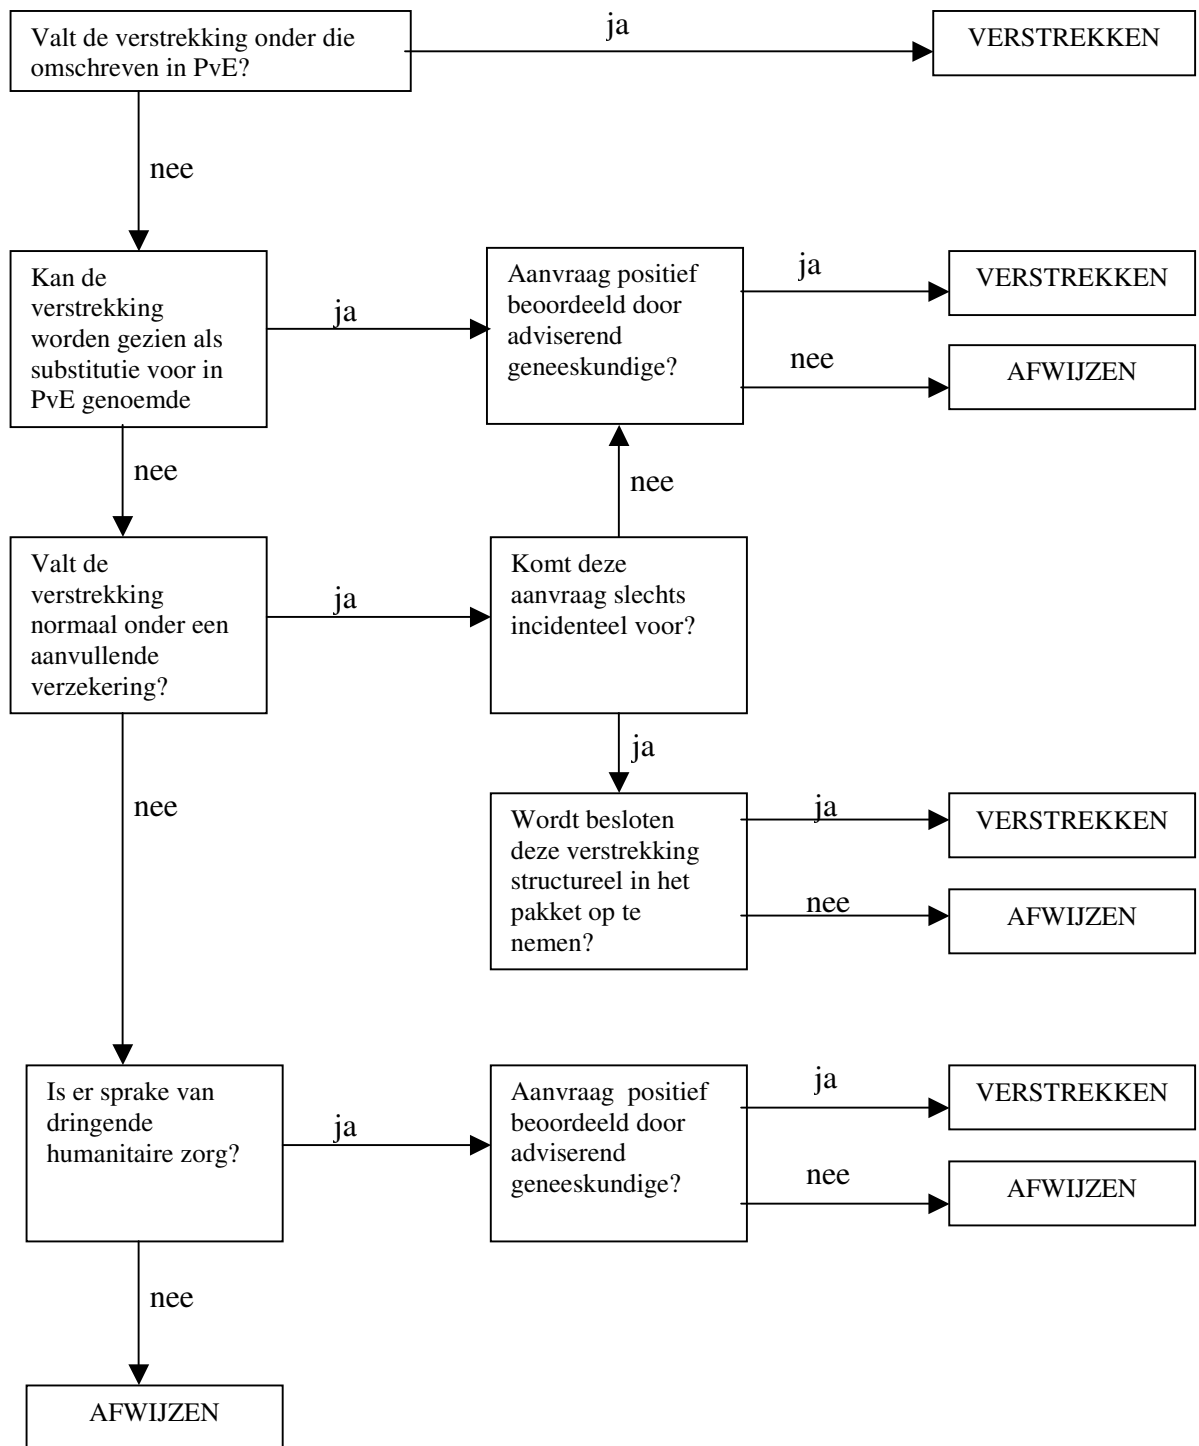 Valt de verstrekking onder die
omschreven in PvE?
ja
VERSTREKKEN
nee
Kan de
verstrekking
worden gezien als
substitutie voor in
PvE genoemde
ja
Aanvraag positief
beoordeeld door
adviserend
geneeskundige?
ja
VERSTREKKEN
nee
AFWIJZEN
nee
nee
Valt de
verstrekking
normaal onder een
aanvullende
verzekering?
ja
Komt deze
aanvraag slechts
incidenteel voor?
ja
nee
Wordt besloten
deze verstrekking
structureel in het
pakket op te
nemen?
ja
VERSTREKKEN
nee
AFWIJZEN
Is er sprake van
dringende
humanitaire zorg?
ja
Aanvraag positief
beoordeeld door
adviserend
geneeskundige?
ja
VERSTREKKEN
nee
AFWIJZEN
nee
AFWIJZEN